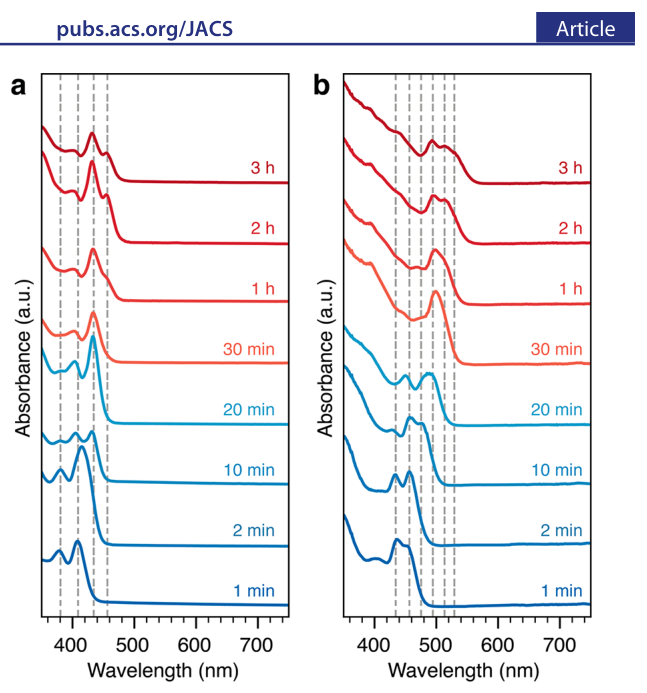 pubs.acs.org/JACS
Article
a
Absorbance (a.u.)
3 h
2 h
1 h
30 min
20 min
10 min
2 min
1 min
400 500 600 700
Wavelength (nm)
b
Absorbance (a.u.)
3 h
2 h
1 h
30 min
20 min
10 min
2 min
1 min
400 500 600 700
Wavelength (nm)